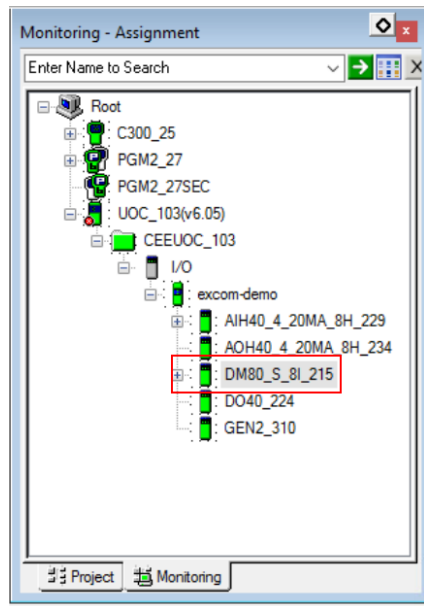 Monitoring - Assignment
x
Enter Name to Search
X
Root
C300_25
PGM2_27
PGM2_27SEC
UOC_103(v6.05)
CEEUOC_103
I/O
excom-demo
AIH40_4_20MA_8H_229
AOH40_4_20MA_8H_234
DM80_S_8I_215
DO40_224
GEN2_310
Project Monitoring